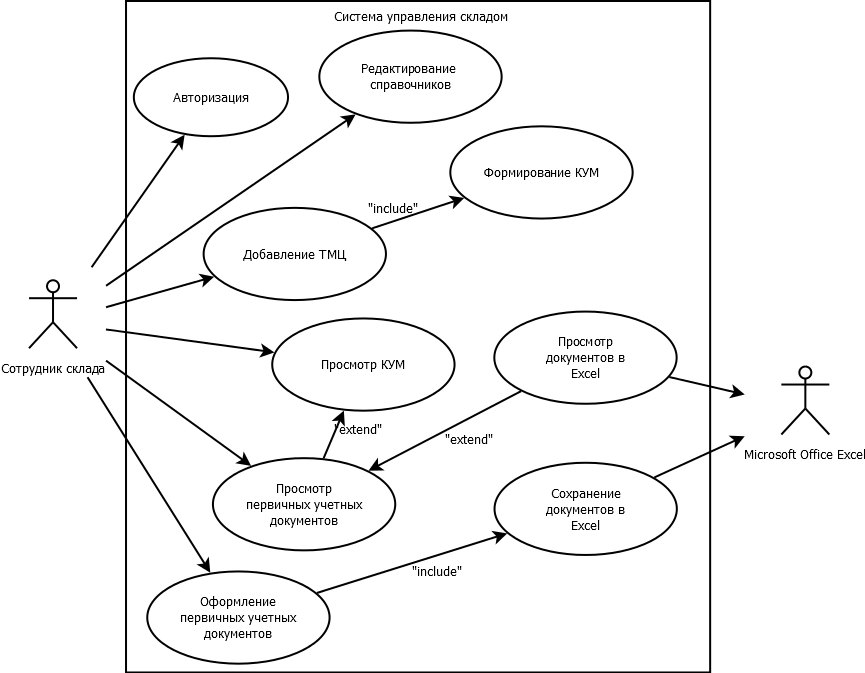 Система управления складом
Редактирование
справочников
Авторизация
Формирование КУМ
"include"
Добавление ТМЦ
Просмотр
документов в
Excel
Просмотр КУМ
Сотрудник склада
"extend"
"extend"
Microsoft Office Excel
Просмотр
первичных учетных
документов
Сохранение
документов в
Excel
"include"
Оформление
первичных учетных
документов